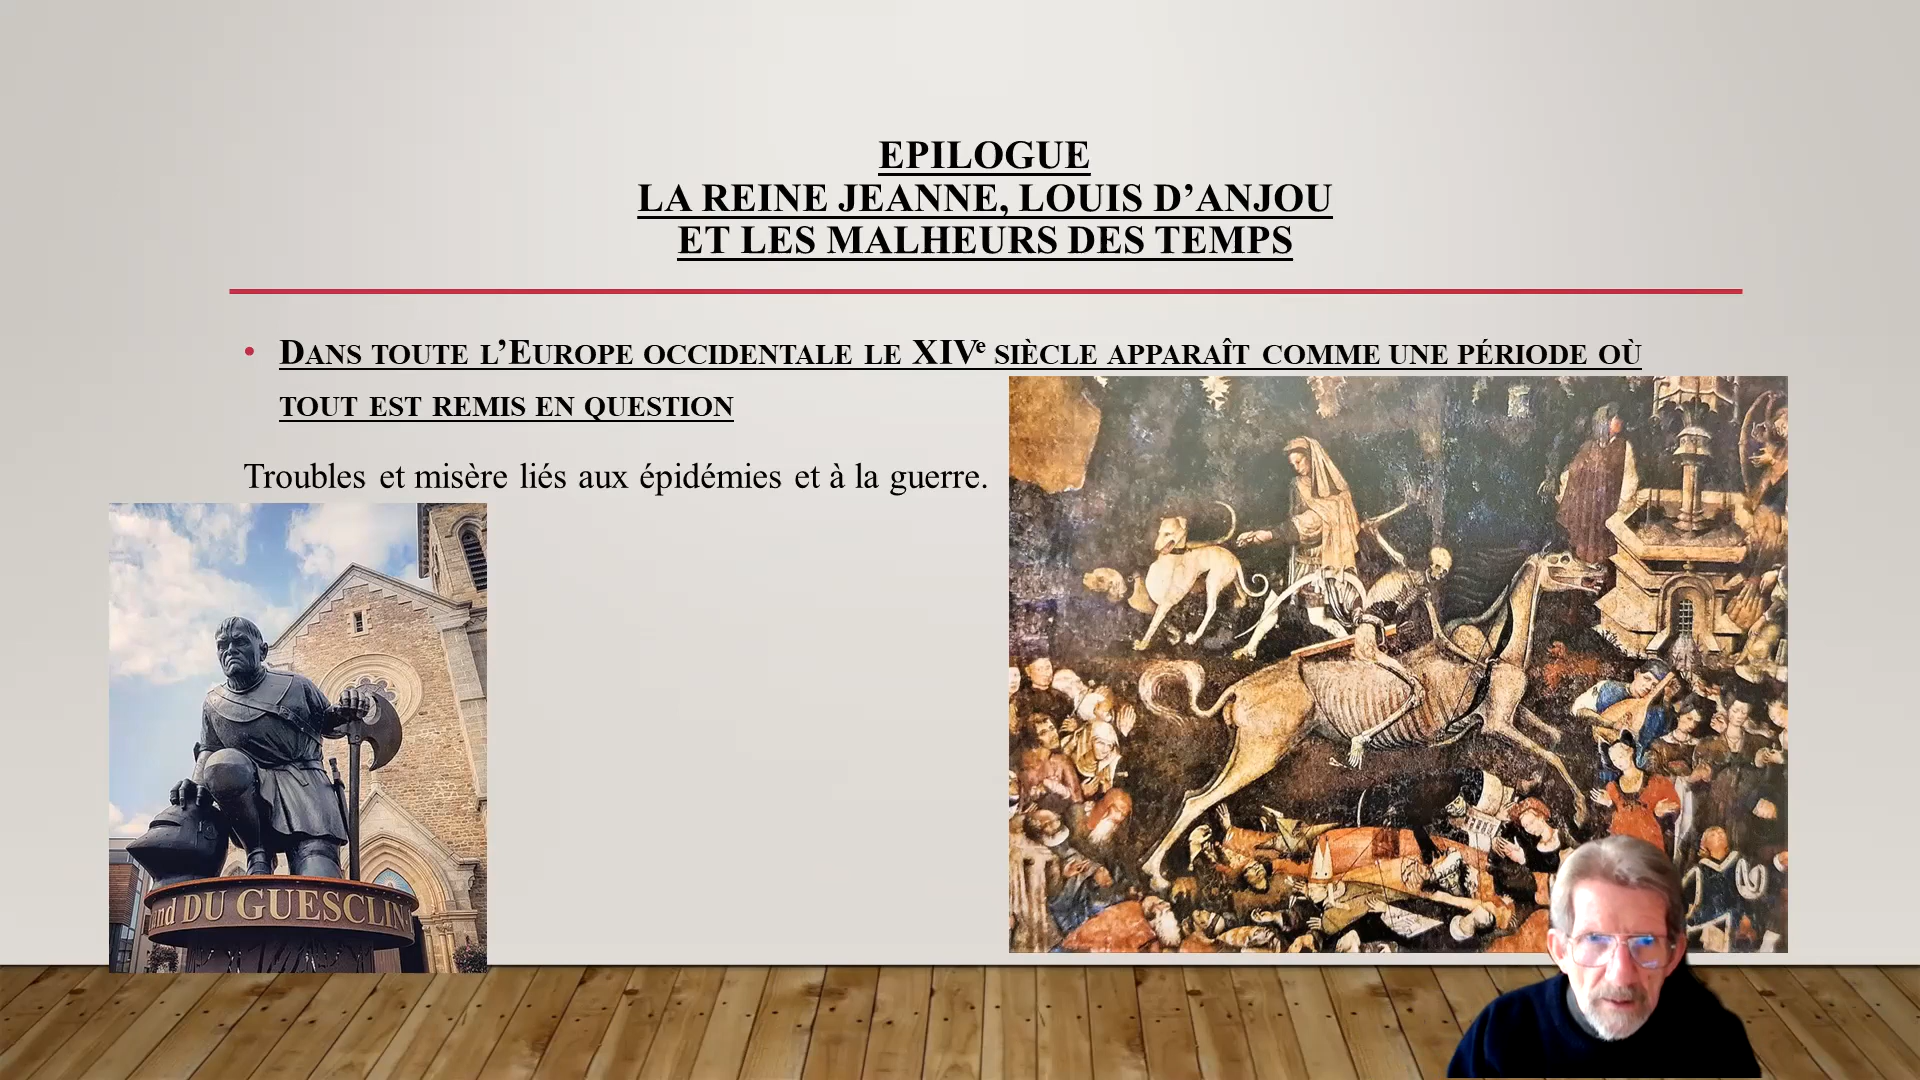 EPILOGUE
LA REINE JEANNE, LOUIS D’ANJOU
ET LES MALHEURS DES TEMPS
• DANS TOUTE L’EUROPE OCCIDENTALE LE XIVe SIÈCLE APPARAÎT COMME UNE PÉRIODE OÙ
TOUT EST REMIS EN QUESTION
Troubles et misère liés aux épidémies et à la guerre.
DU GUESCLIN